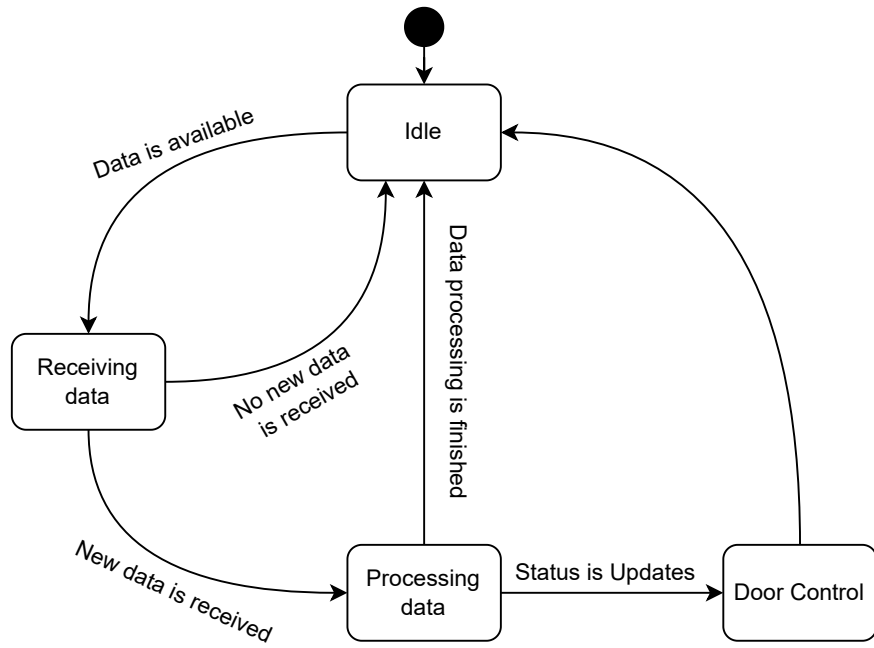 Idle
Data is available
Data processing is finished
Receiving
data
No new data
is received
New data is received
Processing
data
Status is Updates
Door Control